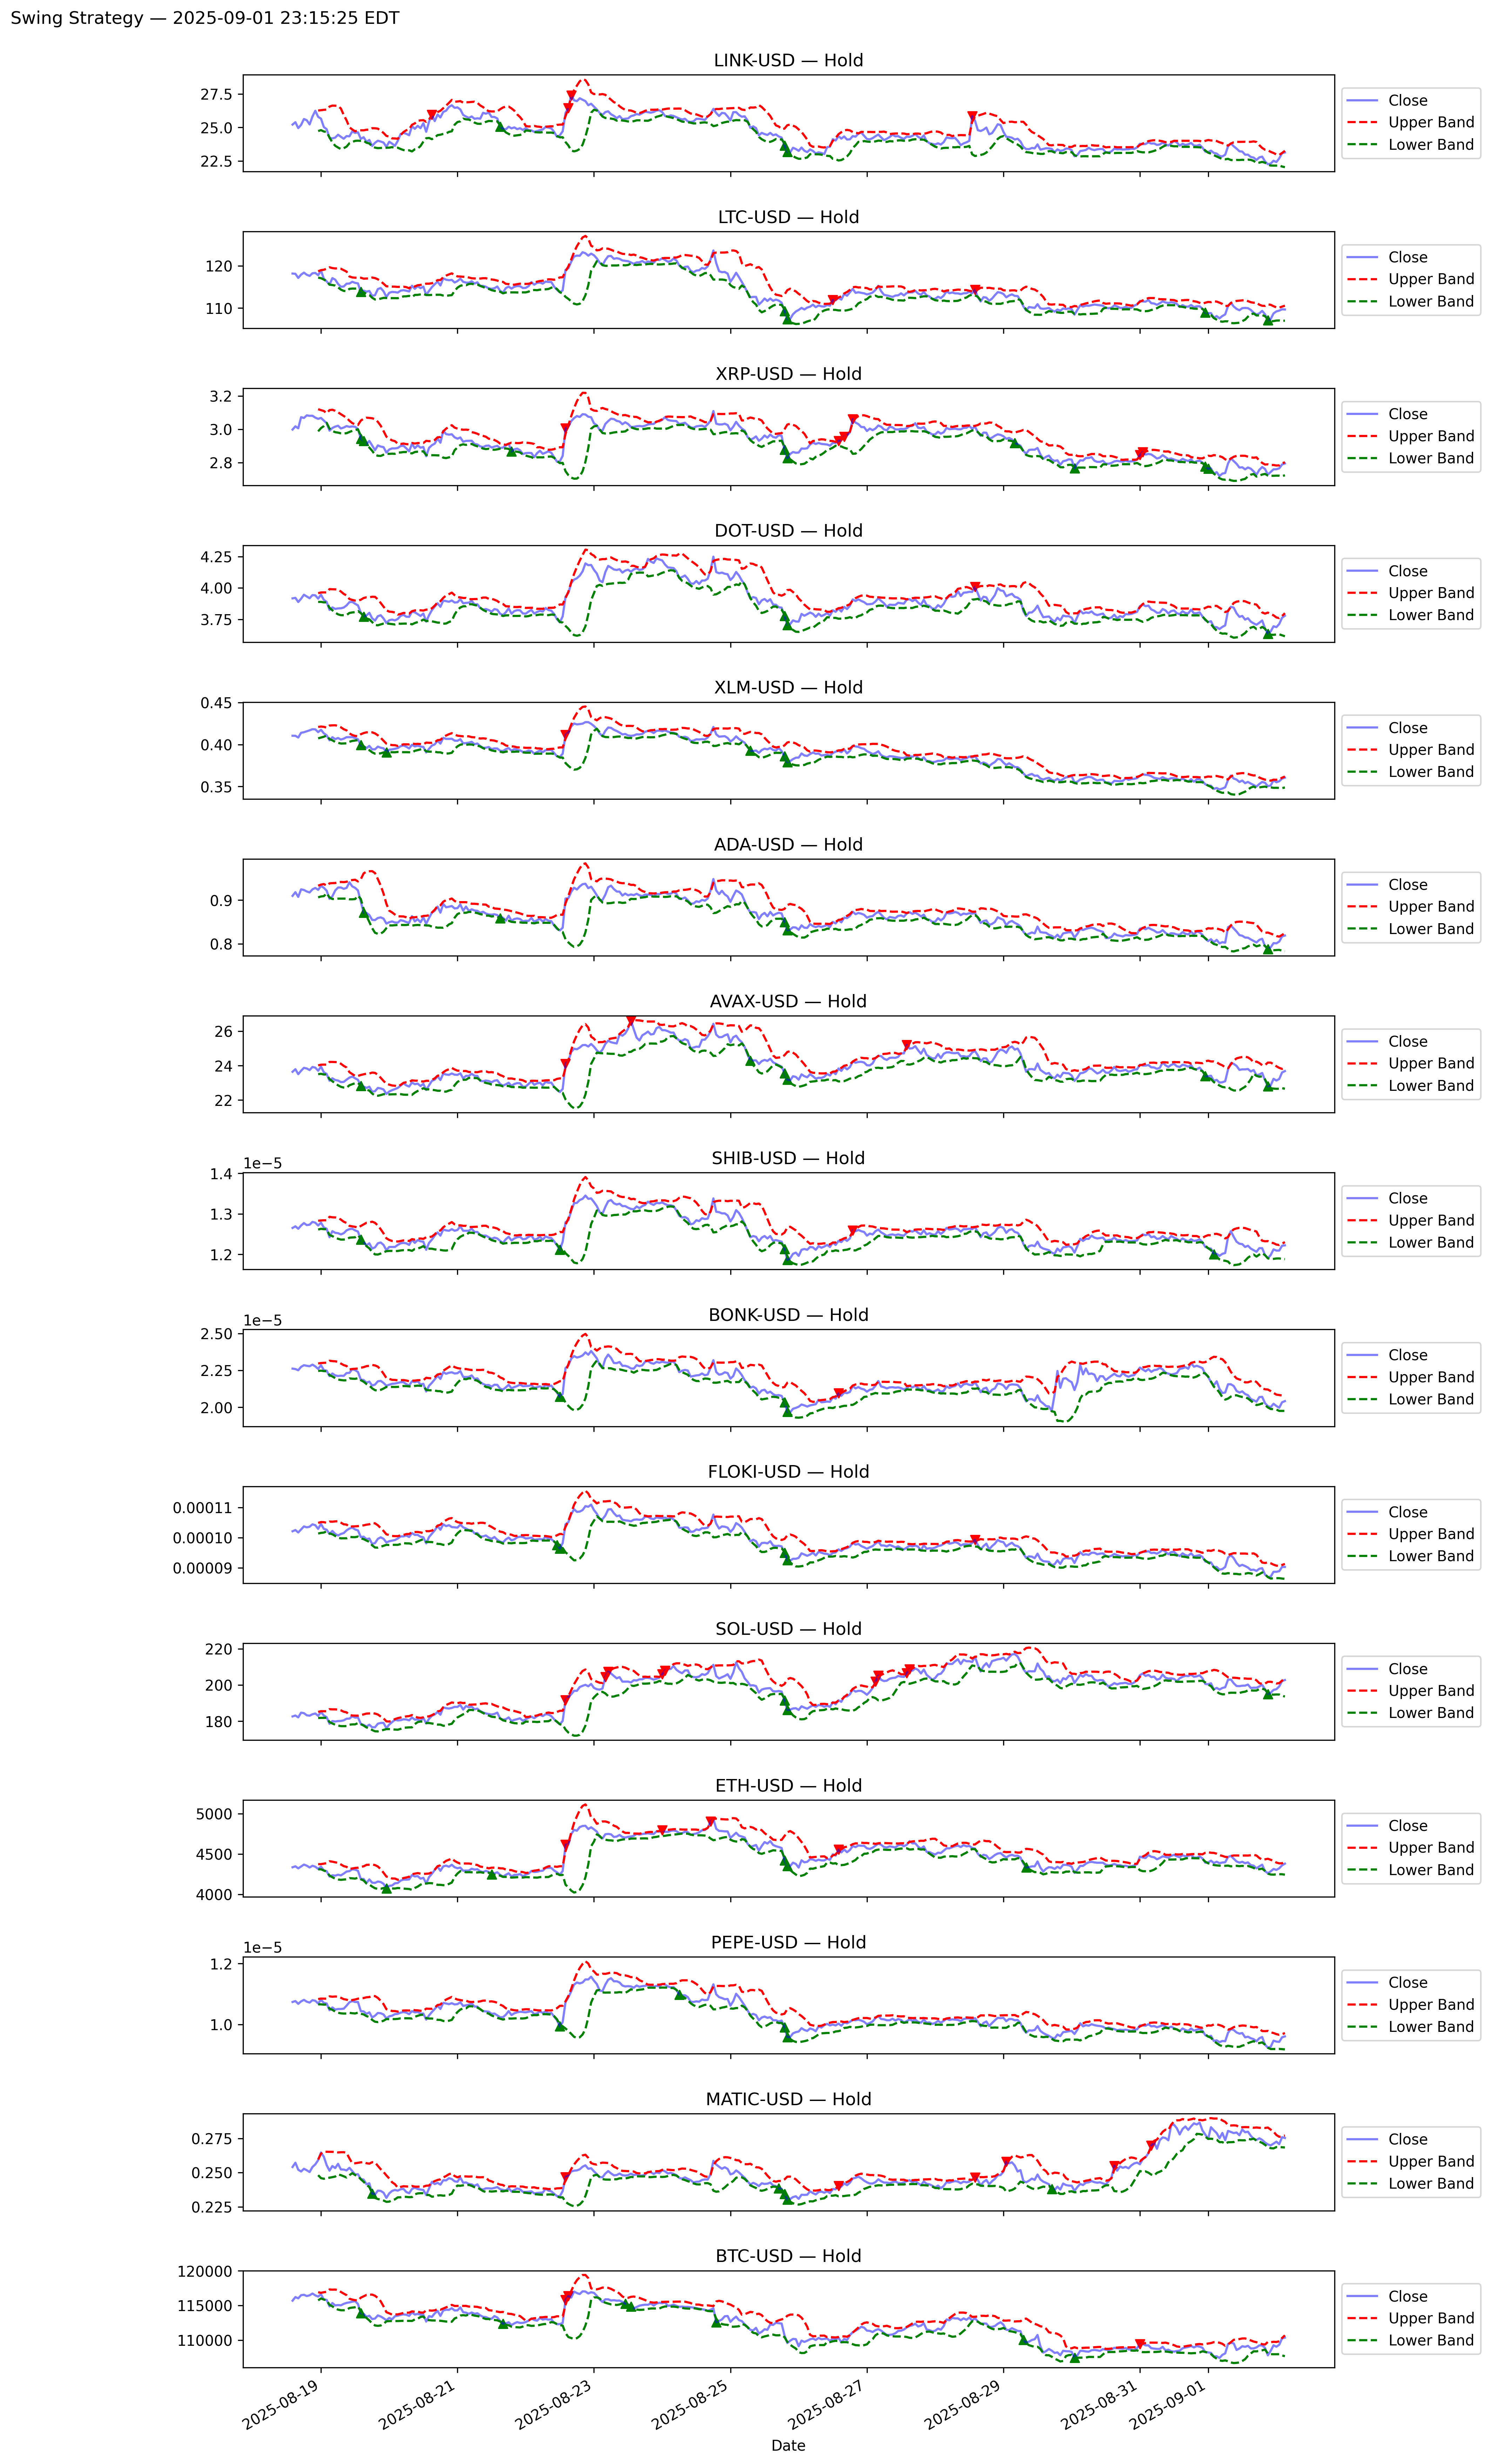 Swing Strategy — 2025-09-01 23:15:25 EDT
LINK-USD — Hold
27.5
25.0
22.5
Close
Upper Band
Lower Band
LTC-USD — Hold
120
110
Close
Upper Band
Lower Band
XRP-USD — Hold
3.2
3.0
2.8
Close
Upper Band
Lower Band
DOT-USD — Hold
4.25
4.00
3.75
Close
Upper Band
Lower Band
XLM-USD — Hold
0.45
0.40
0.35
Close
Upper Band
Lower Band
ADA-USD — Hold
0.9
0.8
Close
Upper Band
Lower Band
AVAX-USD — Hold
26
24
22
Close
Upper Band
Lower Band
SHIB-USD — Hold
1e−5
1.4
1.3
1.2
Close
Upper Band
Lower Band
BONK-USD — Hold
1e−5
2.50
2.25
2.00
Close
Upper Band
Lower Band
FLOKI-USD — Hold
0.00011
0.00010
0.00009
Close
Upper Band
Lower Band
SOL-USD — Hold
220
200
180
Close
Upper Band
Lower Band
ETH-USD — Hold
5000
4500
4000
Close
Upper Band
Lower Band
PEPE-USD — Hold
1e−5
1.2
1.0
Close
Upper Band
Lower Band
MATIC-USD — Hold
0.275
0.250
0.225
Close
Upper Band
Lower Band
BTC-USD — Hold
120000
115000
110000
Close
Upper Band
Lower Band
2025-08-19
2025-08-21
2025-08-23
2025-08-25
2025-08-27
2025-08-29
2025-08-31
2025-09-01
Date